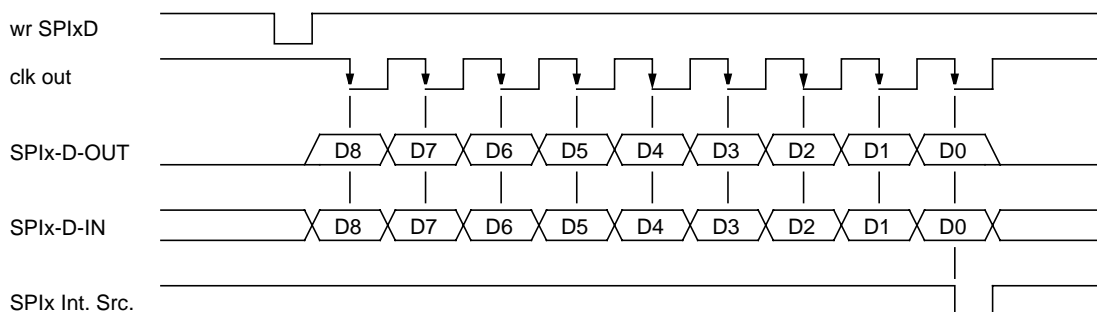 wr SPIxD
clk out
SPIx-D-OUT D8 D7 D6 D5 D4 D3 D2 D1 D0
SPIx-D-IN D8 D7 D6 D5 D4 D3 D2 D1 D0
SPIx Int. Src.